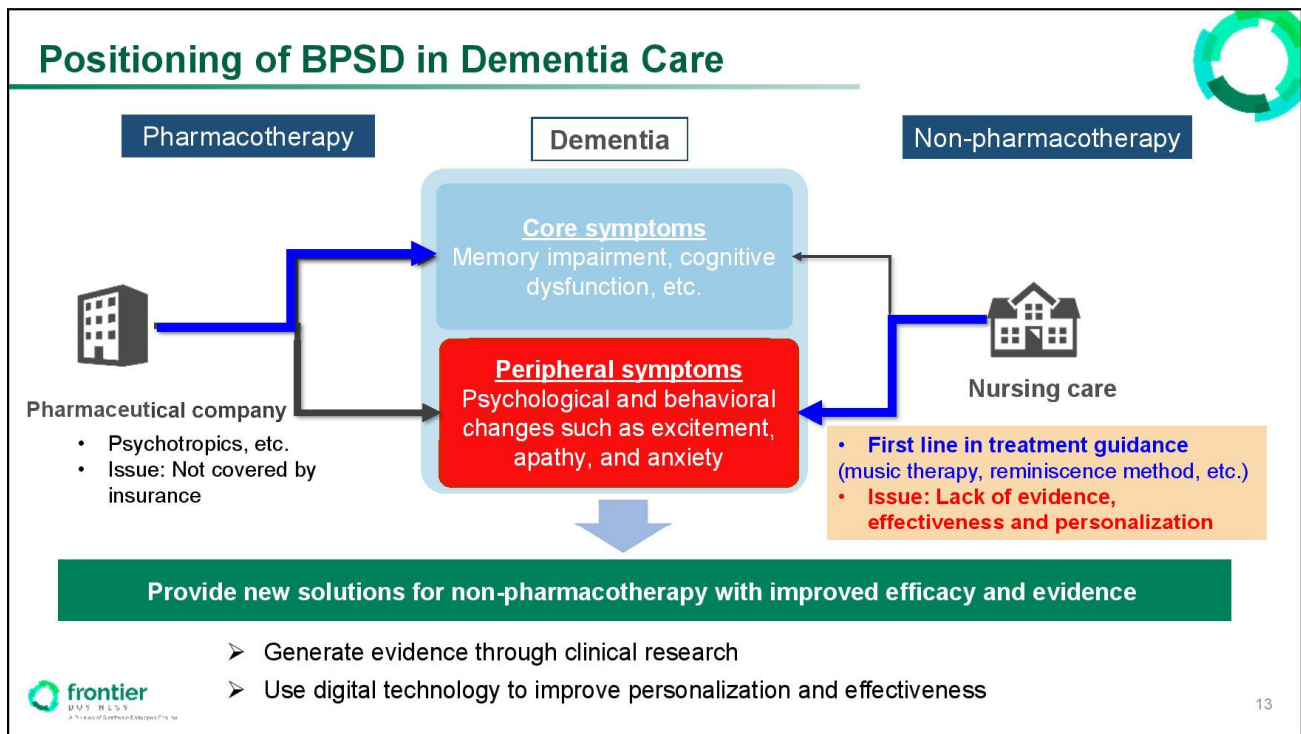 Positioning of BPSD in Dementia Care
Pharmacotherapy
Dementia
Non-pharmacotherapy
Core symptoms
Memory impairment, cognitive
dysfunction, etc.
Peripheral symptoms
Psychological and behavioral
changes such as excitement,
apathy, and anxiety
Pharmaceutical company
• Psychotropics, etc.
• Issue: Not covered by
insurance
Nursing care
• First line in treatment guidance
(music therapy, reminiscence method, etc.)
• Issue: Lack of evidence,
effectiveness and personalization
Provide new solutions for non-pharmacotherapy with improved efficacy and evidence
➢ Generate evidence through clinical research
➢ Use digital technology to improve personalization and effectiveness
frontier
13